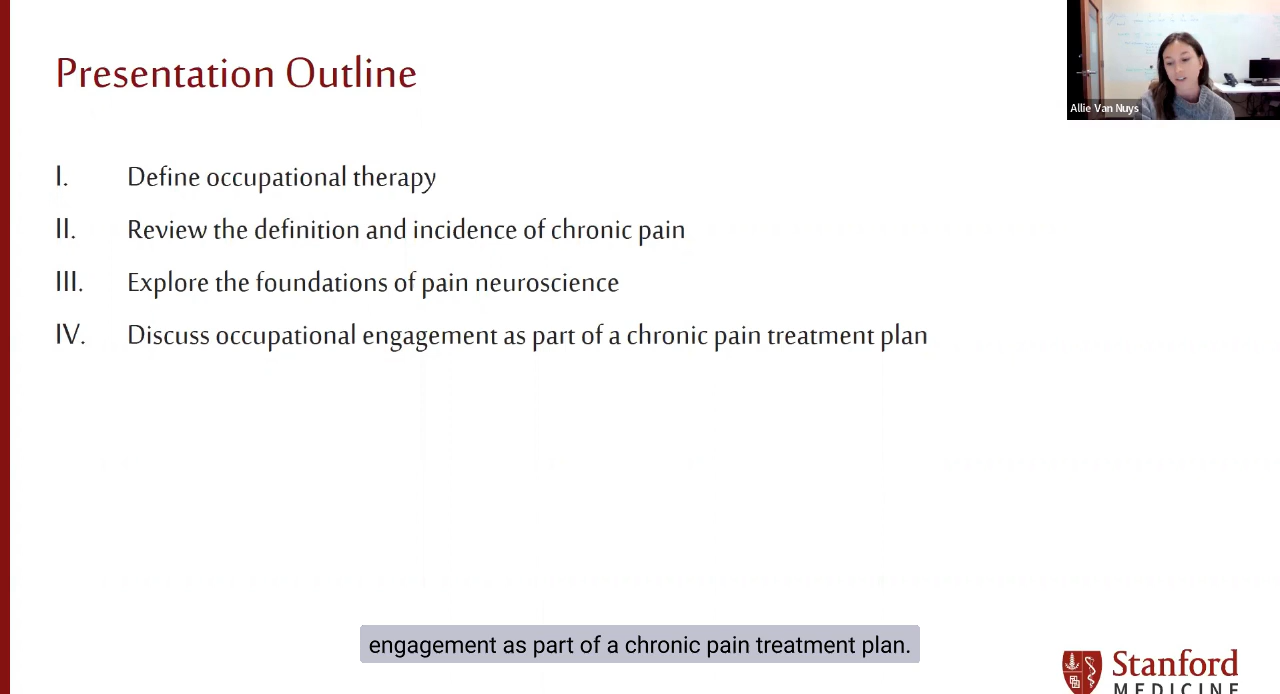 Presentation Outline
Allie Van Nuys
I. Define occupational therapy
II. Review the definition and incidence of chronic pain
III. Explore the foundations of pain neuroscience
IV. Discuss occupational engagement as part of a chronic pain treatment plan
engagement as part of a chronic pain treatment plan.
Stanford
MEDICINE